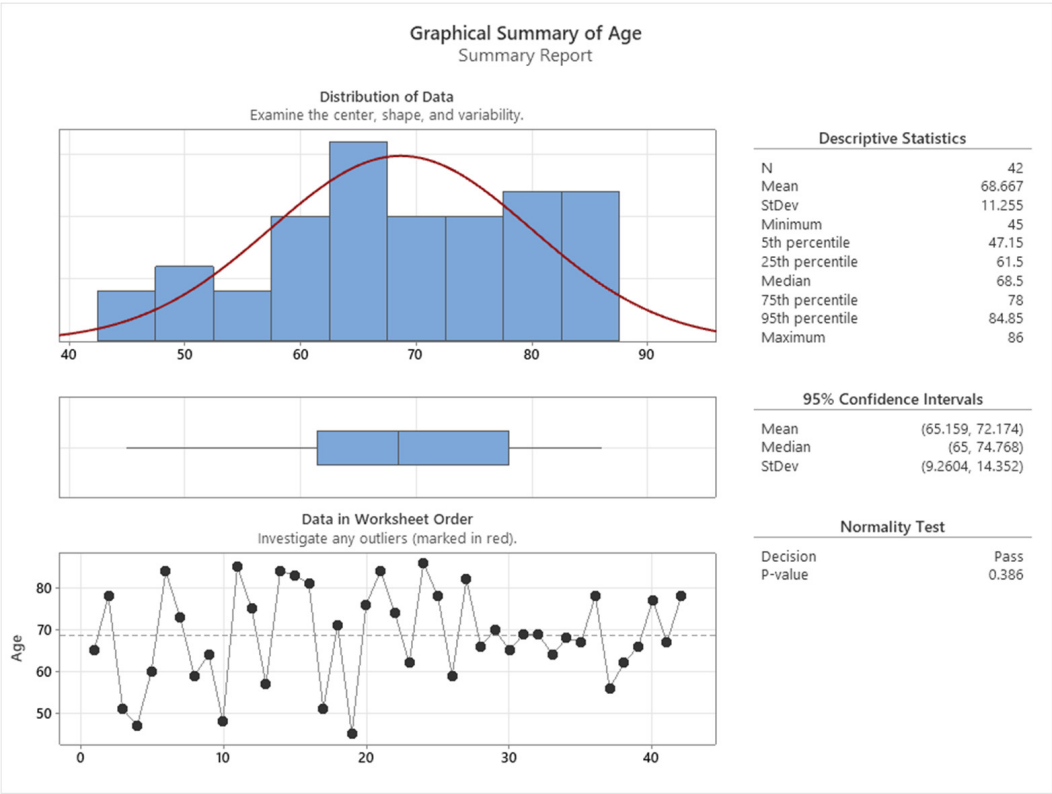 Graphical Summary of Age
Summary Report
Distribution of Data
Examine the center, shape, and variability.
40 50 60 70 80 90
Descriptive Statistics
N 42
Mean 68.667
StDev 11.255
Minimum 45
5th percentile 47.15
25th percentile 61.5
Median 68.5
75th percentile 78
95th percentile 84.85
Maximum 86
95% Confidence Intervals
Mean (65.159, 72.174)
Median (65, 74.768)
StDev (9.2604, 14.352)
Data in Worksheet Order
Investigate any outliers (marked in red).
Age
80
70
60
50
0 10 20 30 40
Normality Test
Decision Pass
P-value 0.386